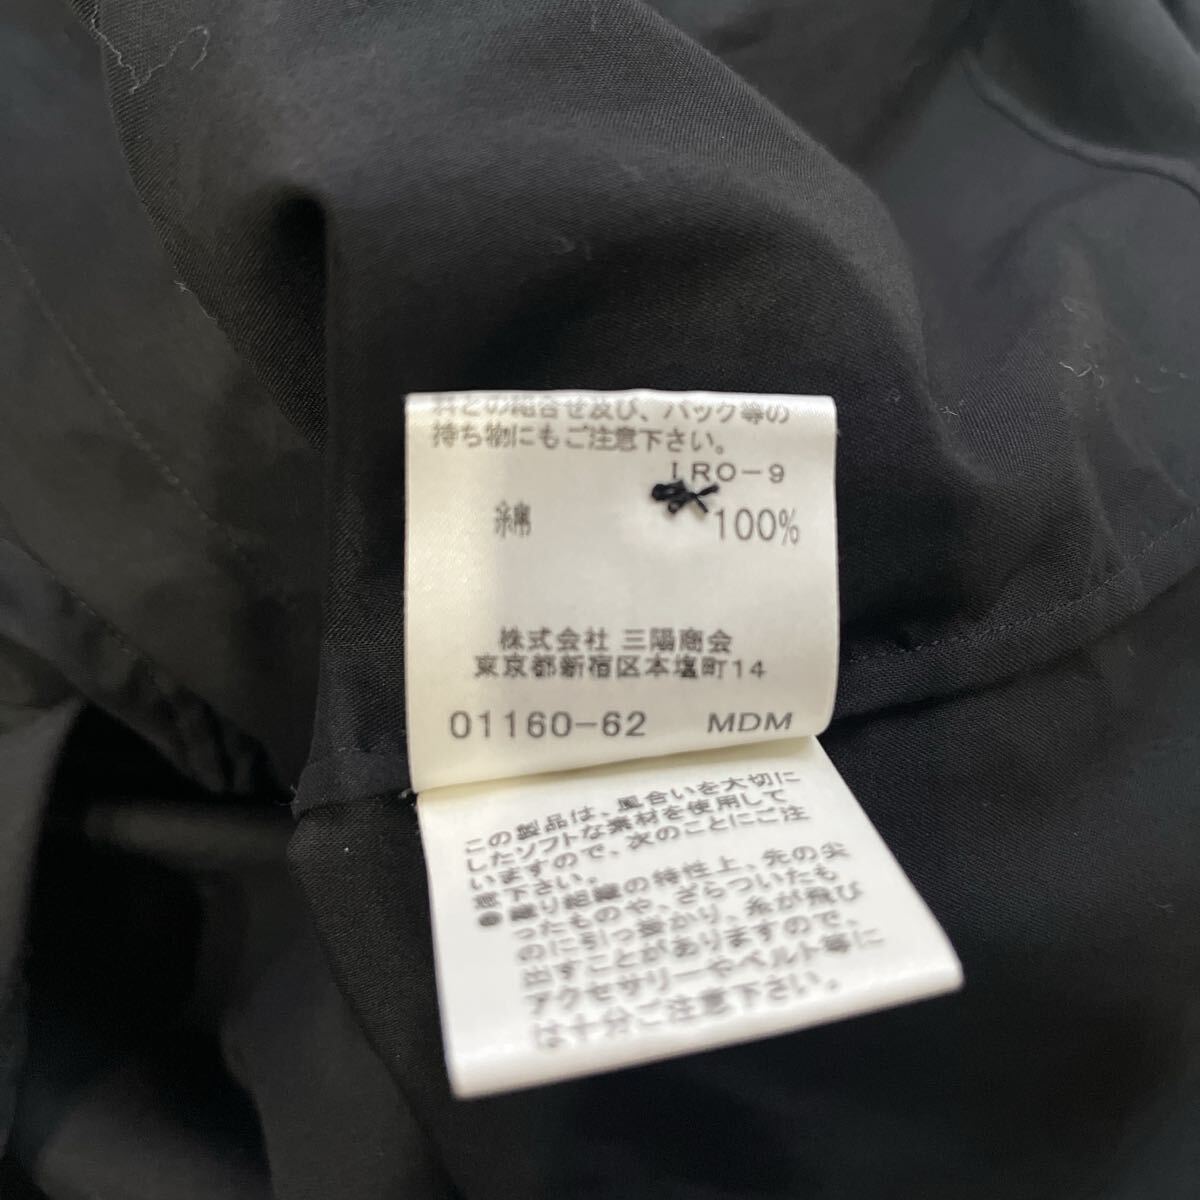 との組合せ及び、バック等の
持ち物にもご注意下さい。
IRO-9
綿 100%
株式会社 三陽商会
東京都新宿区本塩町14
01160-62 MDM
この製品は、風合いを大切に
したソフトな素材を使用して
いますので、次のことにご注
意下さい。
●織り組織の特性上、先の尖
ったものや、ざらついたも
のに引っ掛かり、糸が飛び
出すことがありますので、
アクセサリーやベルト等に
は十分ご注意下さい。